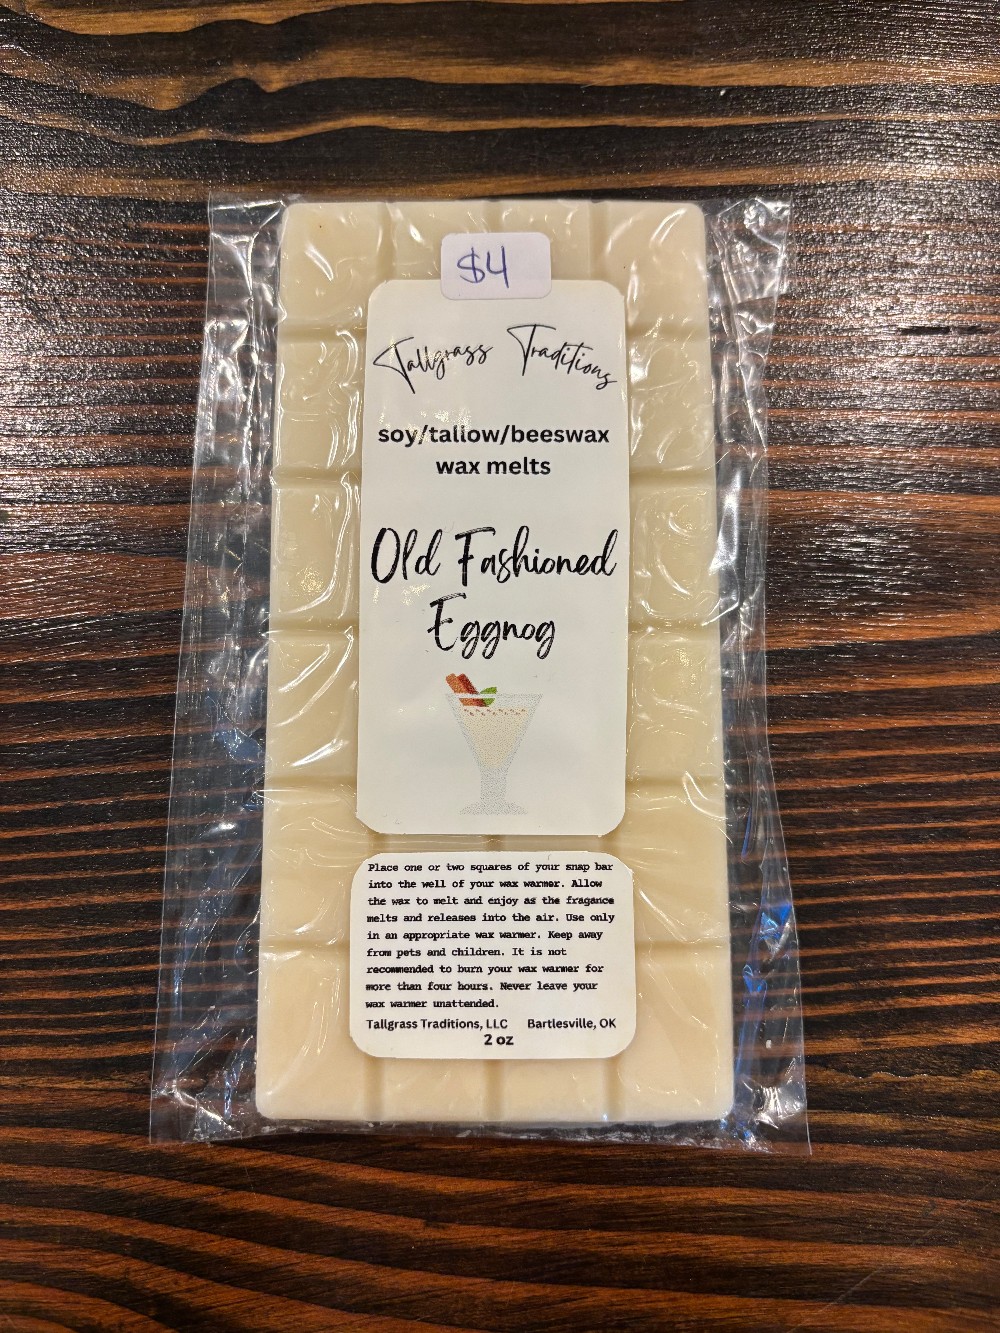 $4
Tallgrass Traditions
soy/tallow/beeswax
wax melts
Old Fashioned
Eggnog
Place one or two squares of your snap bar
into the well of your wax warmer. Allow
the wax to melt and enjoy as the fragance
melts and releases into the air. Use only
in an appropriate wax warmer. Keep away
from pets and children. It is not
recommended to burn your wax warmer for
more than four hours. Never leave your
wax warmer unattended.
Tallgrass Traditions, LLC Bartlesville, OK
2 oz